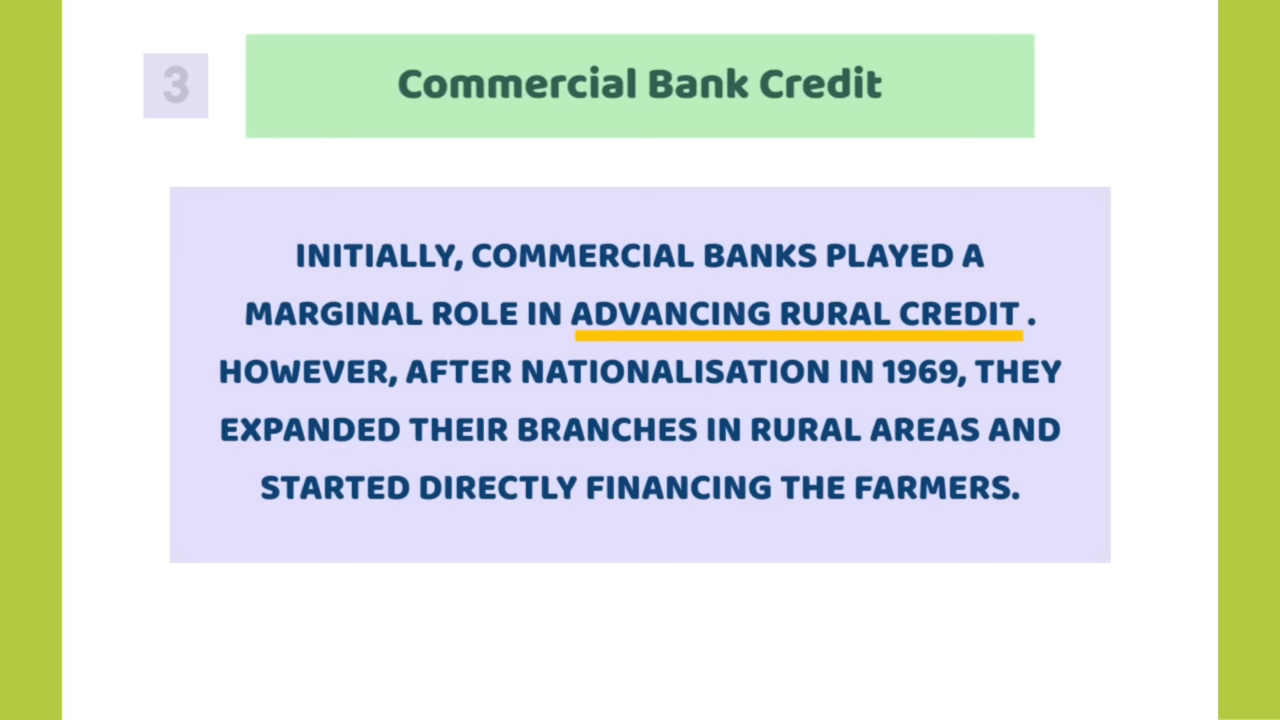 3
Commercial Bank Credit
INITIALLY, COMMERCIAL BANKS PLAYED A
MARGINAL ROLE IN ADVANCING RURAL CREDIT .
HOWEVER, AFTER NATIONALISATION IN 1969, THEY
EXPANDED THEIR BRANCHES IN RURAL AREAS AND
STARTED DIRECTLY FINANCING THE FARMERS.